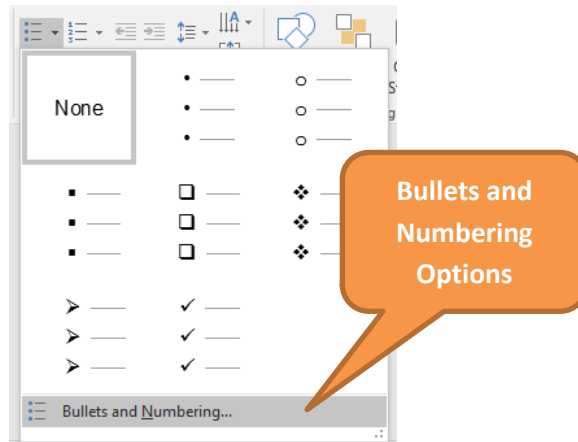 None
Bullets and
Numbering
Options
Bullets and Numbering...